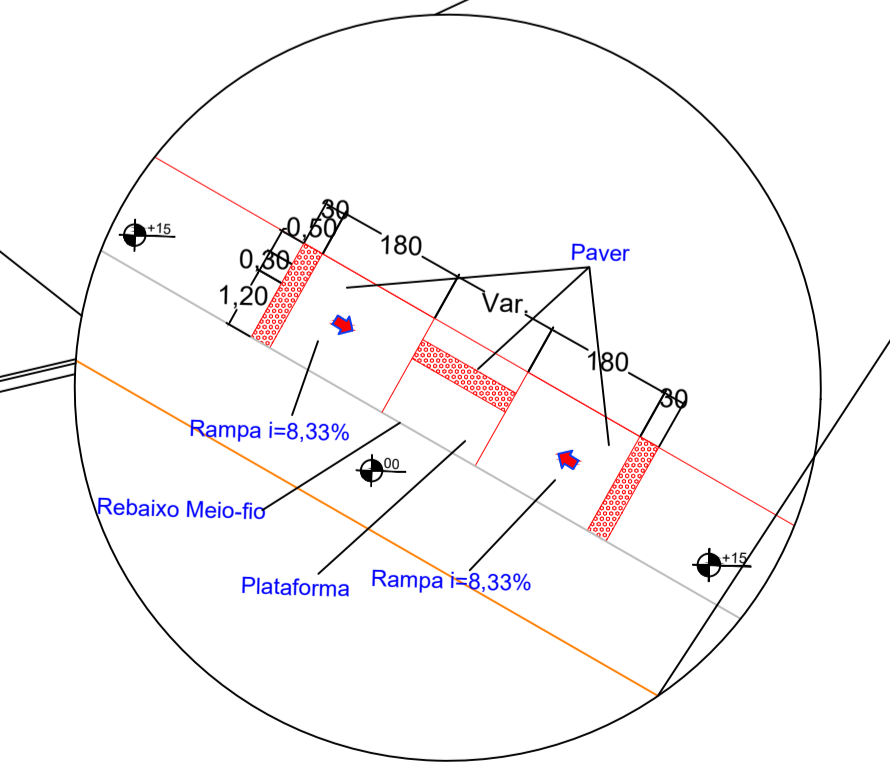 30
+15
0,50
180
Paver
0,30
1,20
Var.
180
30
Rampa i=8,33%
00
Rebaixo Meio-fio
+15
Plataforma
Rampa i=8,33%